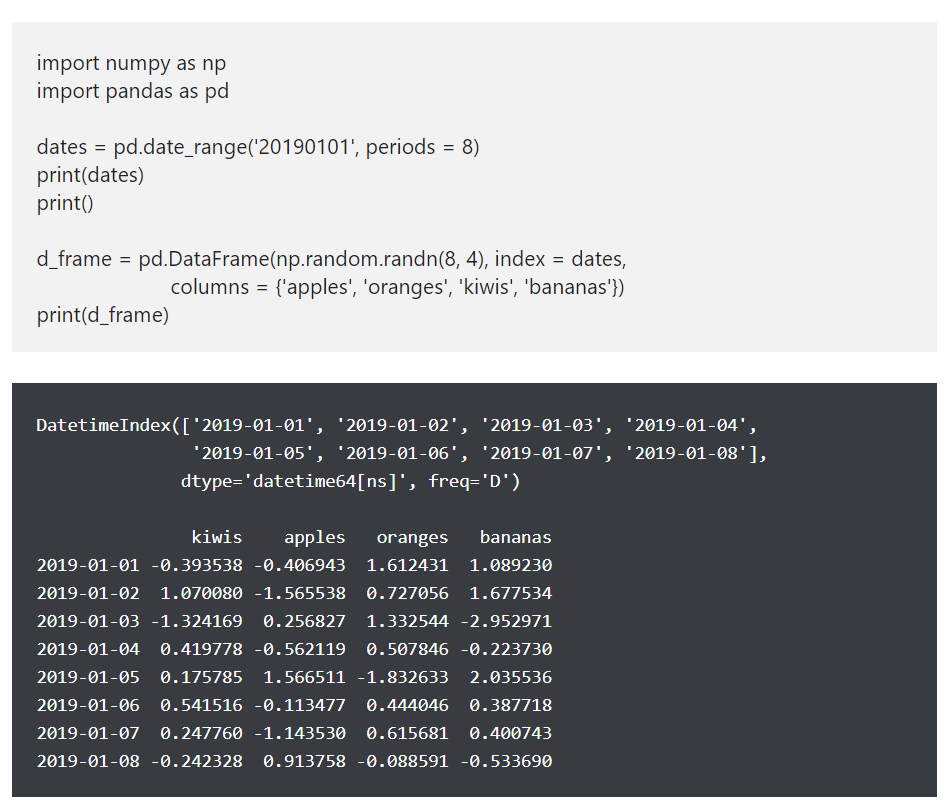 import numpy as np
import pandas as pd
dates = pd.date_range('20190101', periods = 8)
print(dates)
print()
d_frame = pd.DataFrame(np.random.randn(8, 4), index = dates,
columns = {'apples', 'oranges', 'kiwis', 'bananas'})
print(d_frame)
DatetimeIndex(['2019-01-01', '2019-01-02', '2019-01-03', '2019-01-04',
'2019-01-05', '2019-01-06', '2019-01-07', '2019-01-08'],
dtype='datetime64[ns]', freq='D')
kiwis apples oranges bananas
2019-01-01 -0.393538 -0.406943 1.612431 1.089230
2019-01-02 1.070080 -1.565538 0.727056 1.677534
2019-01-03 -1.324169 0.256827 1.332544 -2.952971
2019-01-04 0.419778 -0.562119 0.507846 -0.223730
2019-01-05 0.175785 1.566511 -1.832633 2.035536
2019-01-06 0.541516 -0.113477 0.444046 0.387718
2019-01-07 0.247760 -1.143530 0.615681 0.400743
2019-01-08 -0.242328 0.913758 -0.088591 -0.533690